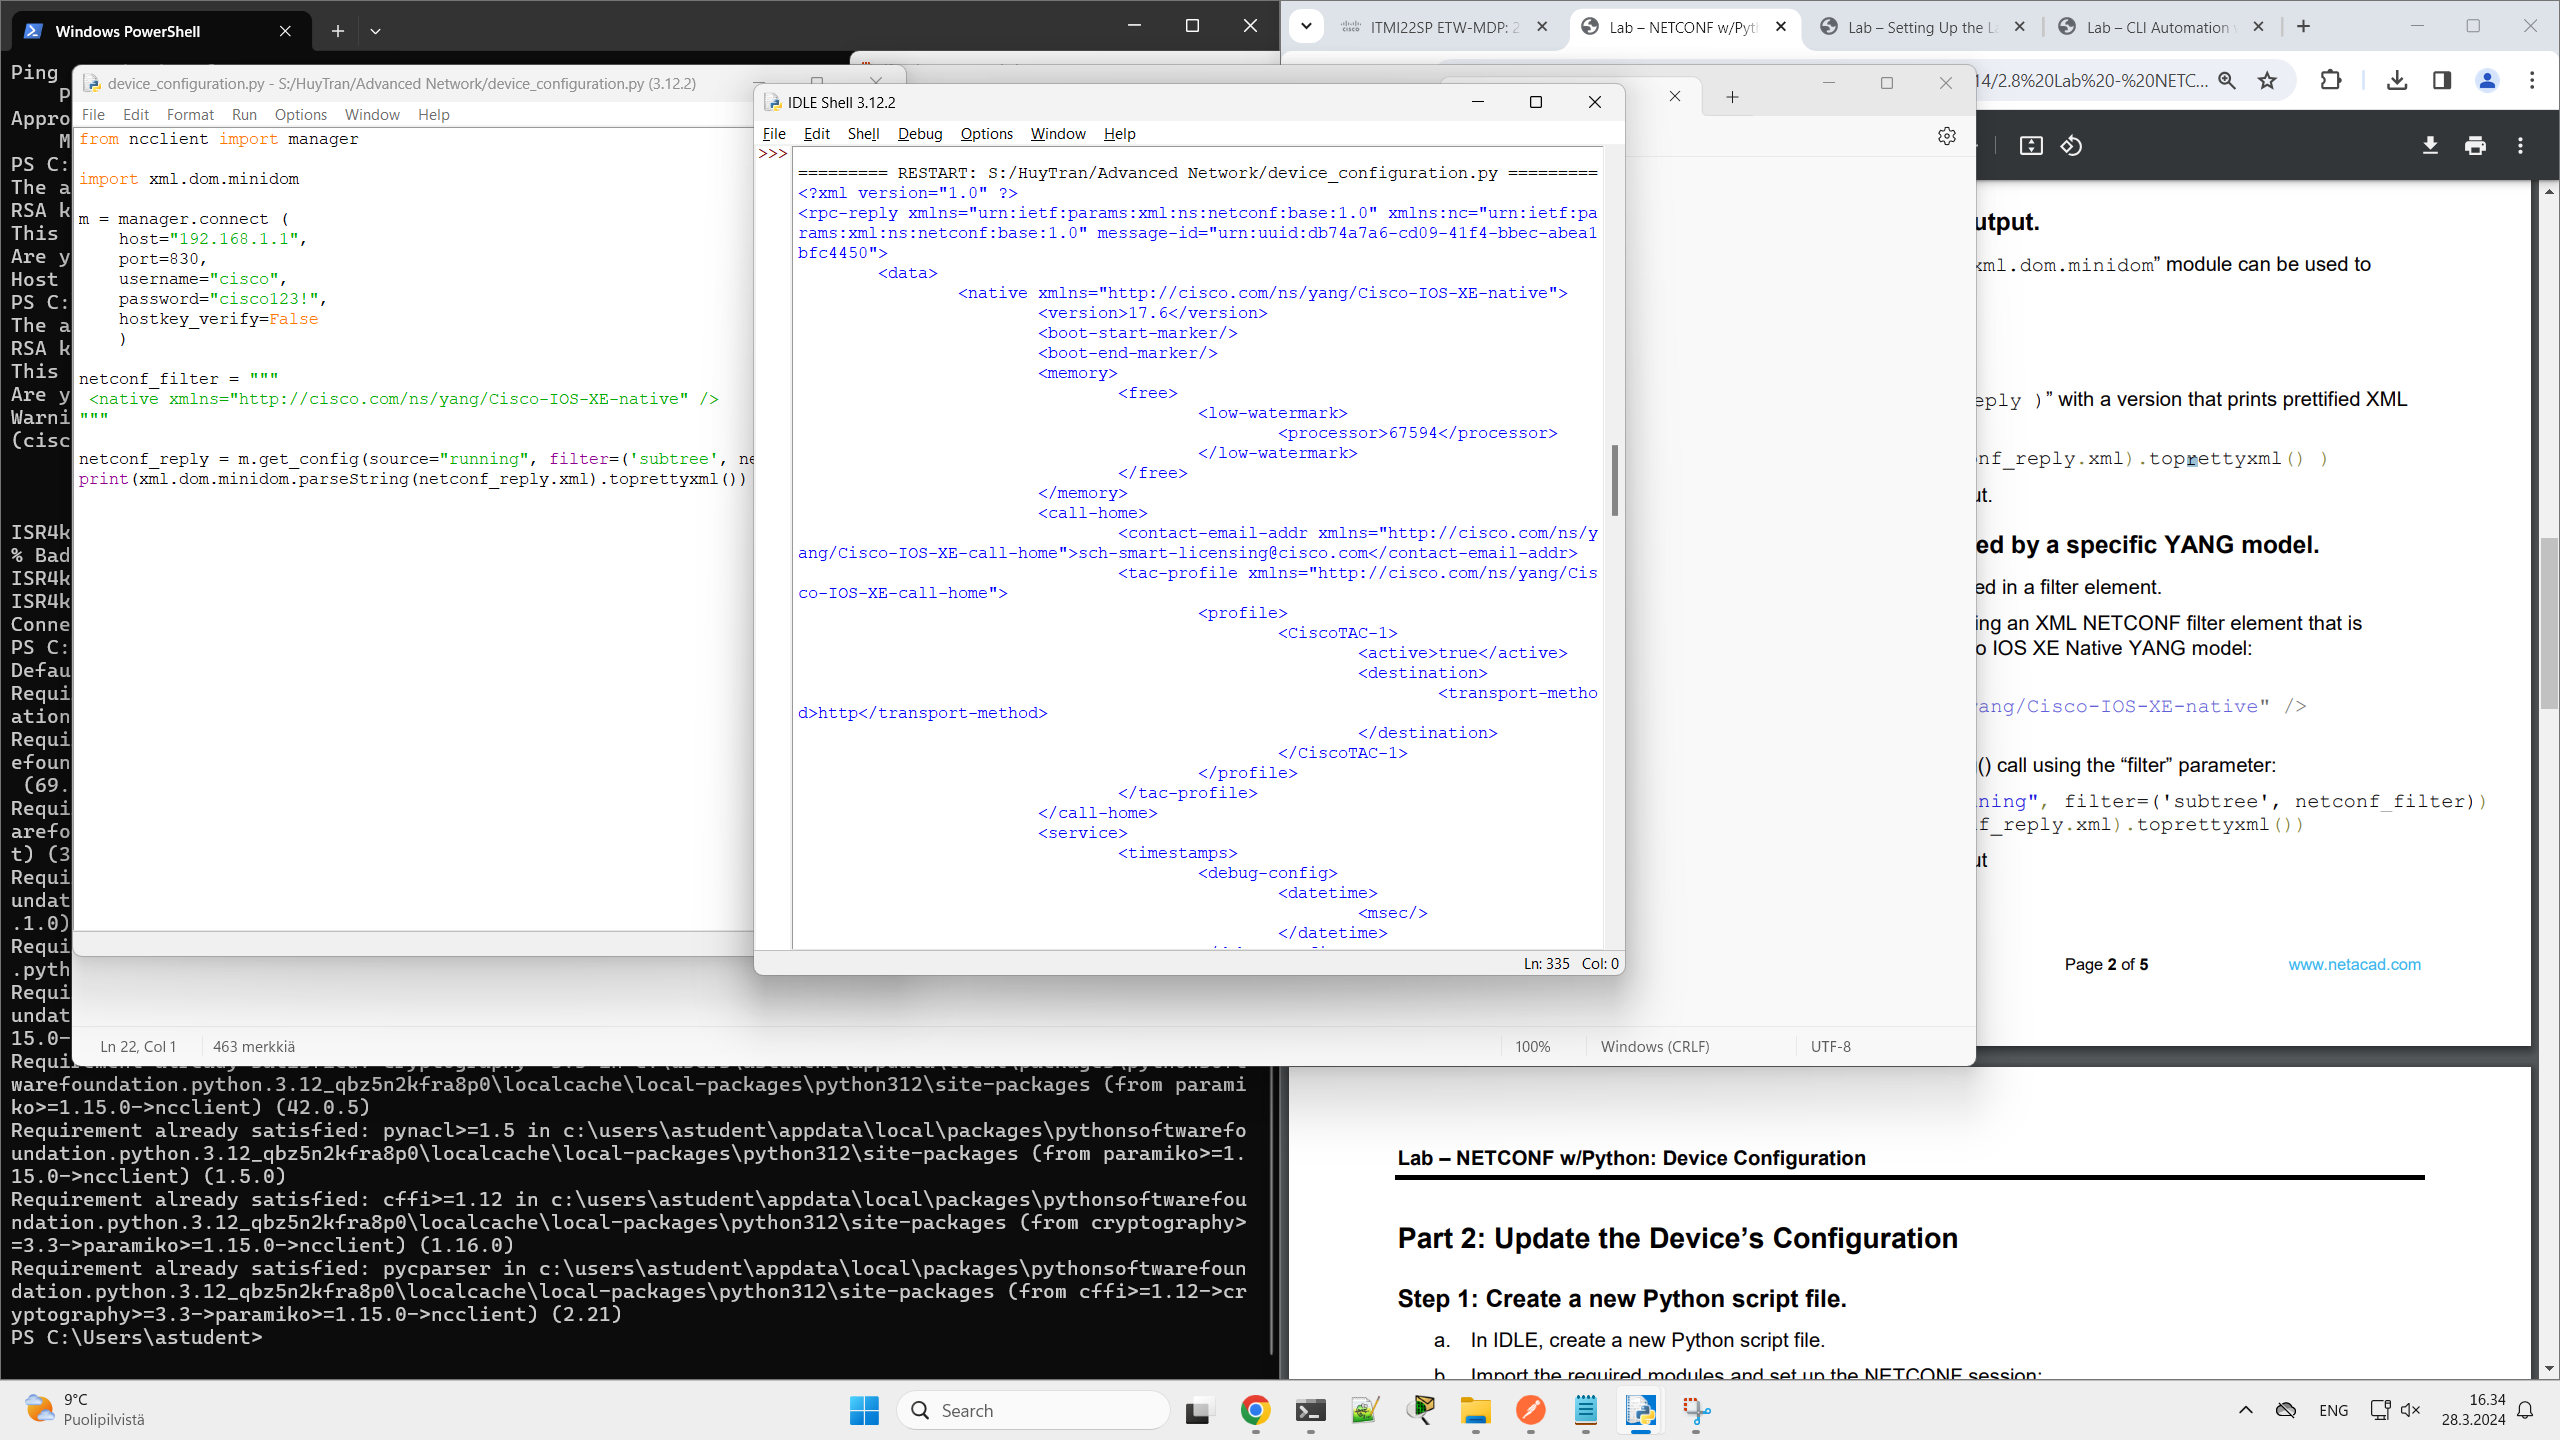 Windows PowerShell
ITMI22SP ETW-MDP: 2
Lab – NETCONF w/Pyth
Lab – Setting Up the La
Lab – CLI Automation
14/2.8%20Lab%20-%20NETC...
Ping
P
Appro
M
PS C:
The a
RSA k
This
Are y
Host
PS C:
The a
RSA k
This
Are y
Warni
(cisc
ISR4k
% Bad
ISR4k
ISR4k
Conne
PS C:
Defau
Requi
ation
Requi
efoun
(69.
Requi
arefo
t) (3
Requi
undat
.1.0)
Requi
.pyth
Requi
undat
15.0-
warefoundation.python.3.12_qbz5n2kfra8p0\localcache\local-packages\python312\site-packages (from parami
ko>=1.15.0->ncclient) (42.0.5)
Requirement already satisfied: pynacl>=1.5 in c:\users\astudent\appdata\local\packages\pythonsoftwarefo
undation.python.3.12_qbz5n2kfra8p0\localcache\local-packages\python312\site-packages (from paramiko>=1.
15.0->ncclient) (1.5.0)
Requirement already satisfied: cffi>=1.12 in c:\users\astudent\appdata\local\packages\pythonsoftwarefou
ndation.python.3.12_qbz5n2kfra8p0\localcache\local-packages\python312\site-packages (from cryptography>
=3.3->paramiko>=1.15.0->ncclient) (1.16.0)
Requirement already satisfied: pycparser in c:\users\astudent\appdata\local\packages\pythonsoftwarefoun
dation.python.3.12_qbz5n2kfra8p0\localcache\local-packages\python312\site-packages (from cffi>=1.12->cr
yptography>=3.3->paramiko>=1.15.0->ncclient) (2.21)
PS C:\Users\astudent>
device_configuration.py - S:/HuyTran/Advanced Network/device_configuration.py (3.12.2)
File Edit Format Run Options Window Help
from ncclient import manager
import xml.dom.minidom
m = manager.connect (
host="192.168.1.1",
port=830,
username="cisco",
password="cisco123!",
hostkey_verify=False
)
netconf_filter = """
<native xmlns="http://cisco.com/ns/yang/Cisco-IOS-XE-native" />
"""
netconf_reply = m.get_config(source="running", filter=('subtree', ne
print(xml.dom.minidom.parseString(netconf_reply.xml).toprettyxml())
IDLE Shell 3.12.2
File Edit Shell Debug Options Window Help
>>>
========= RESTART: S:/HuyTran/Advanced Network/device_configuration.py =========
<?xml version="1.0" ?>
<rpc-reply xmlns="urn:ietf:params:xml:ns:netconf:base:1.0" xmlns:nc="urn:ietf:pa
rams:xml:ns:netconf:base:1.0" message-id="urn:uuid:db74a7a6-cd09-41f4-bbec-abea1
bfc4450">
<data>
<native xmlns="http://cisco.com/ns/yang/Cisco-IOS-XE-native">
<version>17.6</version>
<boot-start-marker/>
<boot-end-marker/>
<memory>
<free>
<low-watermark>
<processor>67594</processor>
</low-watermark>
</free>
</memory>
<call-home>
<contact-email-addr xmlns="http://cisco.com/ns/y
ang/Cisco-IOS-XE-call-home">sch-smart-licensing@cisco.com</contact-email-addr>
<tac-profile xmlns="http://cisco.com/ns/yang/Cis
co-IOS-XE-call-home">
<profile>
<CiscoTAC-1>
<active>true</active>
<destination>
<transport-metho
d>http</transport-method>
</destination>
</CiscoTAC-1>
</profile>
</tac-profile>
</call-home>
<service>
<timestamps>
<debug-config>
<datetime>
<msec/>
</datetime>
Ln: 335 Col: 0
Ln 22, Col 1 463 merkkiä 100% Windows (CRLF) UTF-8
utput.
xml.dom.minidom” module can be used to
eply )” with a version that prints prettified XML
nf_reply.xml).toprettyxml() )
ut.
ed by a specific YANG model.
ed in a filter element.
ing an XML NETCONF filter element that is
o IOS XE Native YANG model:
yang/Cisco-IOS-XE-native" />
() call using the “filter” parameter:
ning", filter=('subtree', netconf_filter))
f_reply.xml).toprettyxml())
ut
Page 2 of 5 www.netacad.com
Lab – NETCONF w/Python: Device Configuration
Part 2: Update the Device’s Configuration
Step 1: Create a new Python script file.
a. In IDLE, create a new Python script file.
b. Import the required modules and set up the NETCONF session:
9°C
Puolipilvistä
Search
ENG
16.34
28.3.2024